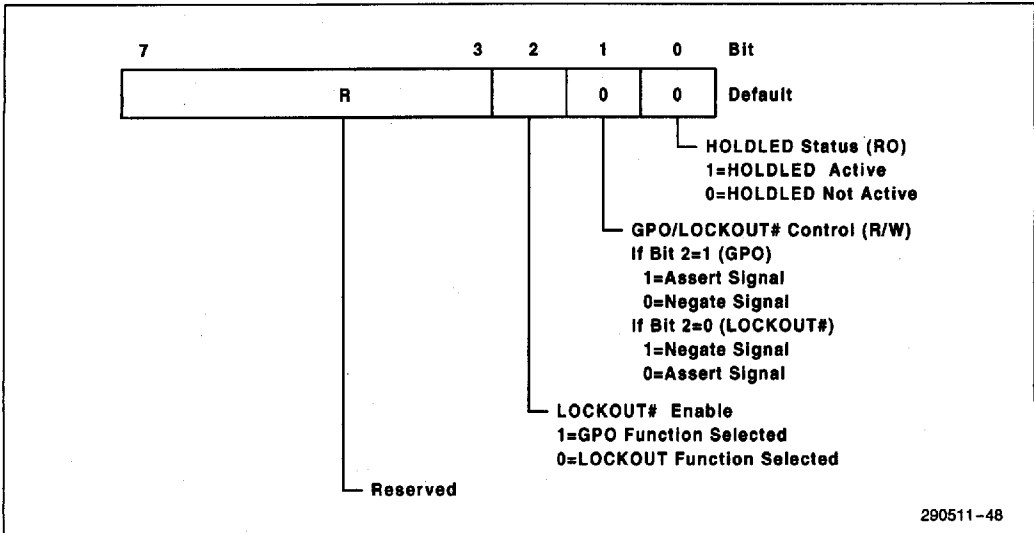 7 3 2 1 0 Bit
R 0 0 Default
HOLDLED Status (RO)
1=HOLDLED Active
0=HOLDLED Not Active
GPO/LOCKOUT# Control (R/W)
If Bit 2=1 (GPO)
1=Assert Signal
0=Negate Signal
If Bit 2=0 (LOCKOUT#)
1=Negate Signal
0=Assert Signal
LOCKOUT# Enable
1=GPO Function Selected
0=LOCKOUT Function Selected
Reserved
290511-48